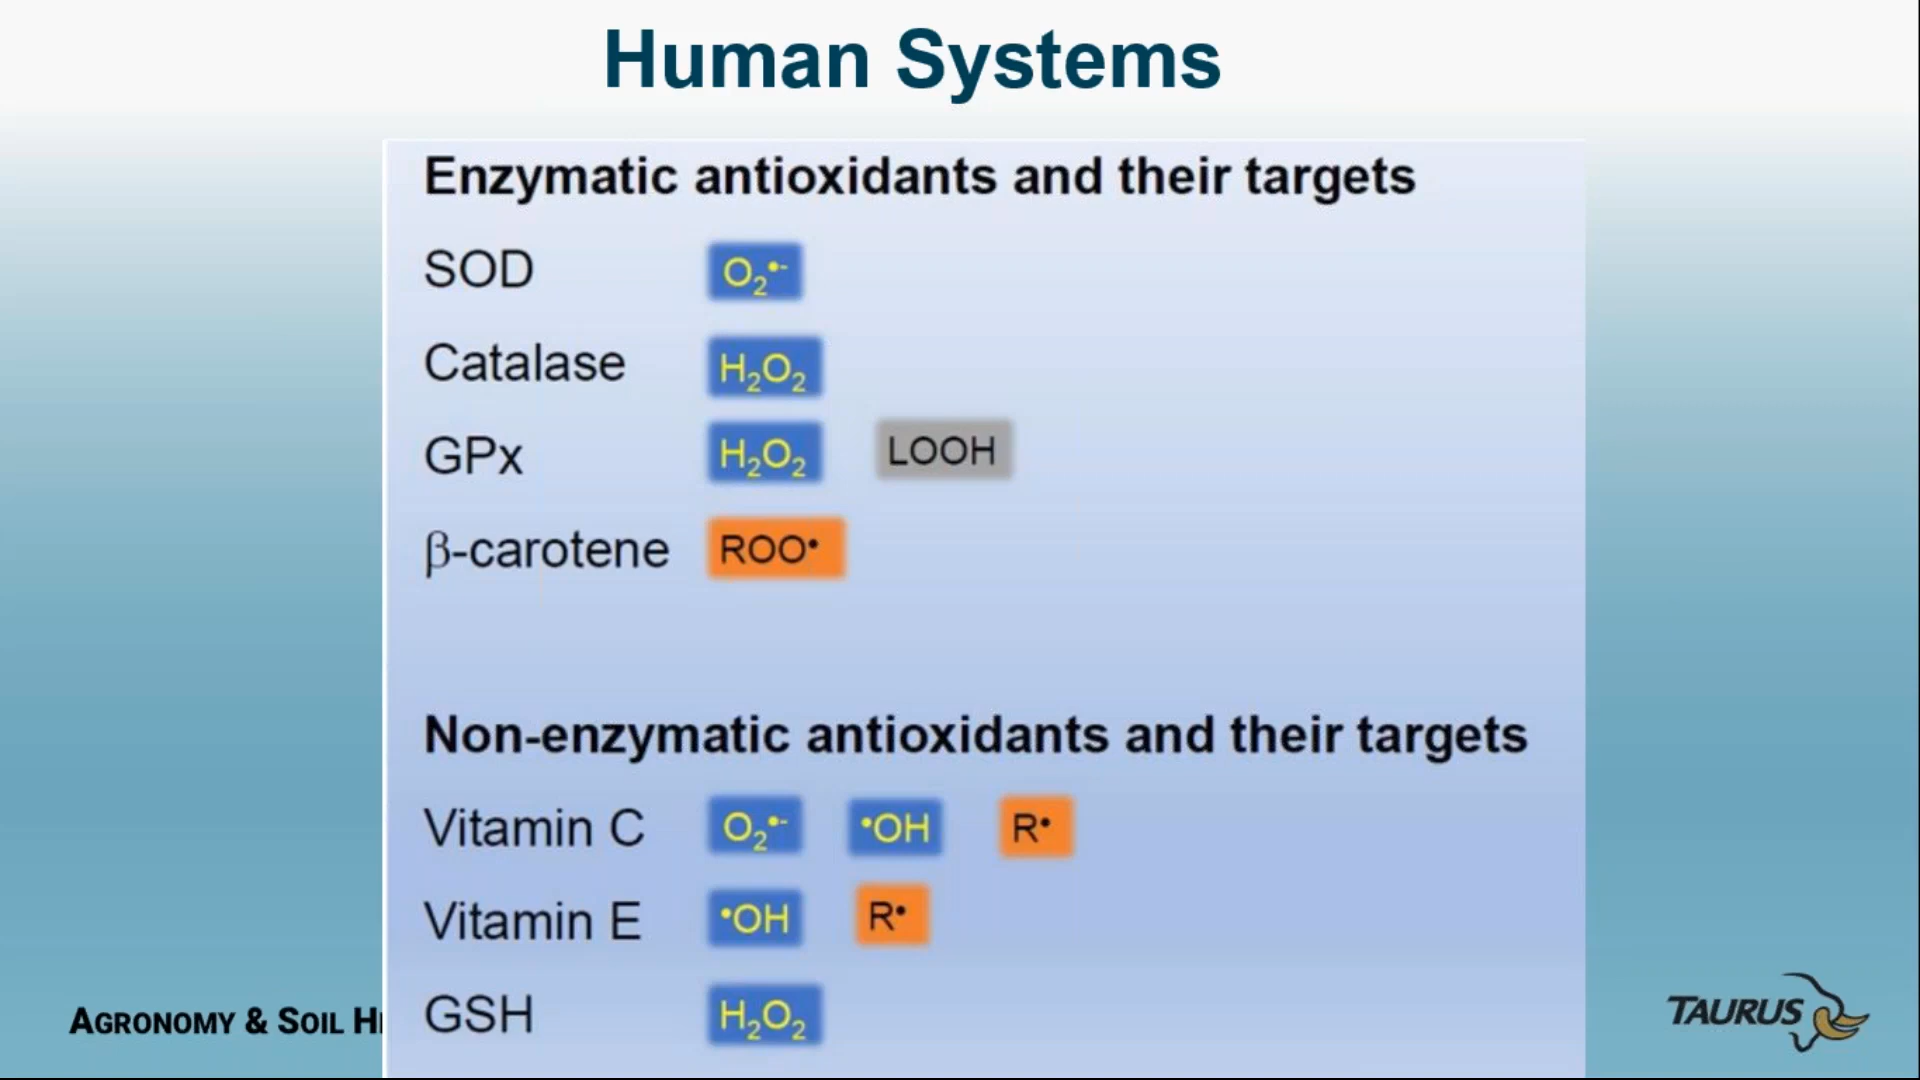 Human Systems
Enzymatic antioxidants and their targets
SOD O₂•-
Catalase H₂O₂
GPx H₂O₂ LOOH
β-carotene ROO•
Non-enzymatic antioxidants and their targets
Vitamin C O₂•- •OH R•
Vitamin E •OH R•
GSH H₂O₂
AGRONOMY & SOIL
TAURUS